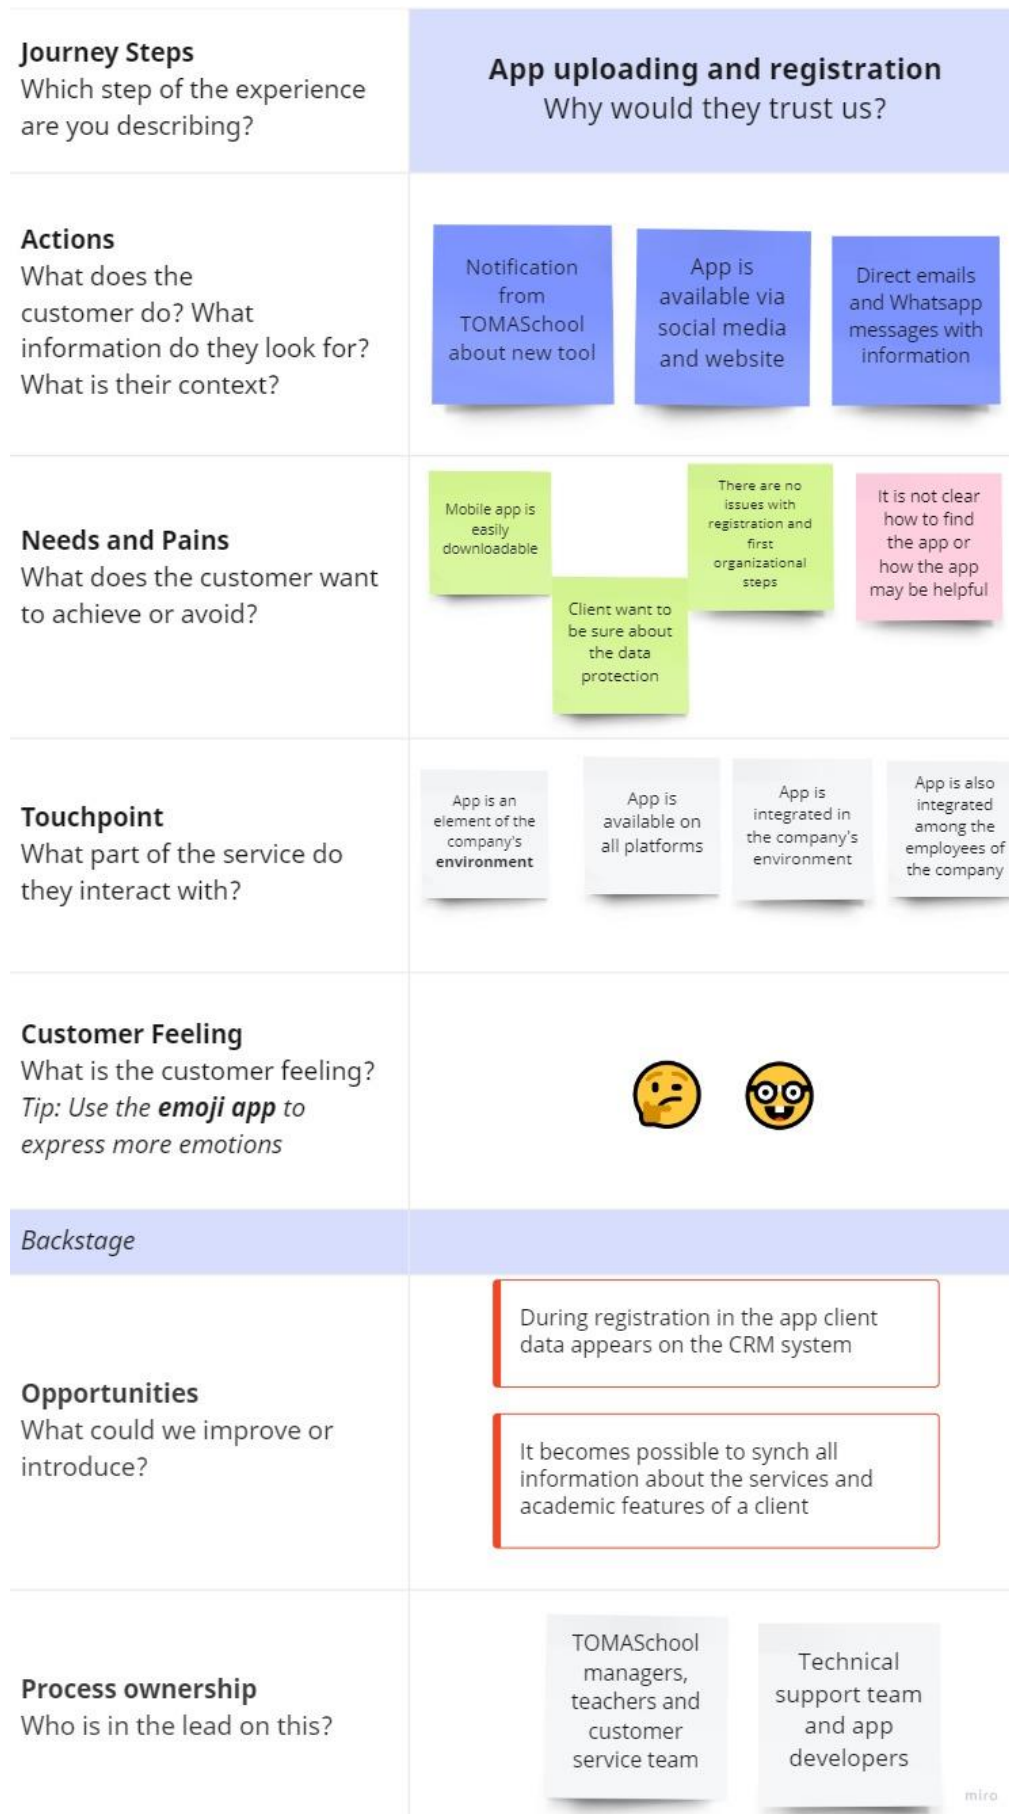 Journey Steps
Which step of the experience
are you describing?
App uploading and registration
Why would they trust us?
Actions
What does the
customer do? What
information do they look for?
What is their context?
Notification
from
TOMASchool
about new tool
App is
available via
social media
and website
Direct emails
and Whatsapp
messages with
information
Needs and Pains
What does the customer want
to achieve or avoid?
Mobile app is
easily
downloadable
Client want to
be sure about
the data
protection
There are no
issues with
registration and
first
organizational
steps
It is not clear
how to find
the app or
how the app
may be helpful
Touchpoint
What part of the service do
they interact with?
App is an
element of the
company's
environment
App is
available on
all platforms
App is
integrated in
the company's
environment
App is also
integrated
among the
employees of
the company
Customer Feeling
What is the customer feeling?
Tip: Use the emoji app to
express more emotions
Backstage
Opportunities
What could we improve or
introduce?
During registration in the app client
data appears on the CRM system
It becomes possible to synch all
information about the services and
academic features of a client
Process ownership
Who is in the lead on this?
TOMASchool
managers,
teachers and
customer
service team
Technical
support team
and app
developers
miro